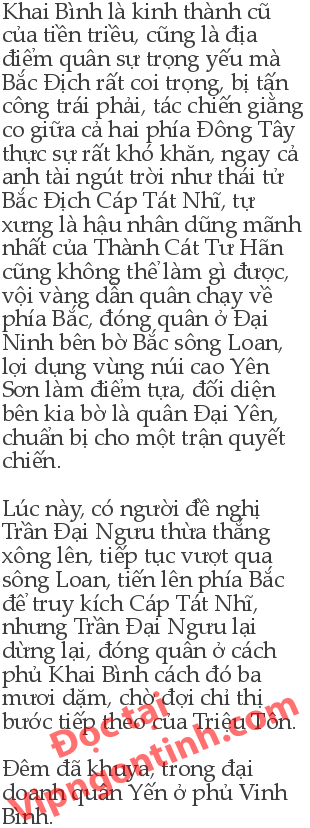 Khai Bình là kinh thành cũ
của tiền triều, cũng là địa
điểm quân sự trọng yếu mà
Bắc Địch rất coi trọng, bị tấn
công trái phải, tác chiến giằng
co giữa cả hai phía Đông Tây
thực sự rất khó khăn, ngay cả
anh tài ngút trời như thái tử
Bắc Địch Cáp Tát Nhĩ, tự
xưng là hậu nhân dũng mãnh
nhất của Thành Cát Tư Hãn
cũng không thể làm gì được,
vội vàng dẫn quân chạy về
phía Bắc, đóng quân ở Đại
Ninh bên bờ Bắc sông Loan,
lợi dụng vùng núi cao Yên
Sơn làm điểm tựa, đối diện
bên kia bờ là quân Đại Yên,
chuẩn bị cho một trận quyết
chiến.
Lúc này, có người đề nghị
Trần Đại Ngưu thừa thắng
xông lên, tiếp tục vượt qua
sông Loan, tiến lên phía Bắc
để truy kích Cáp Tát Nhĩ,
nhưng Trần Đại Ngưu lại
dừng lại, đóng quân ở cách
phủ Khai Bình cách đó ba
mươi dặm, chờ đợi chỉ thị
bước tiếp theo của Triệu Tôn.
Đêm đã khuya, trong đại
doanh quân Yến ở phủ Vinh
Bình.
Đọc tại
Vipngontinh.com